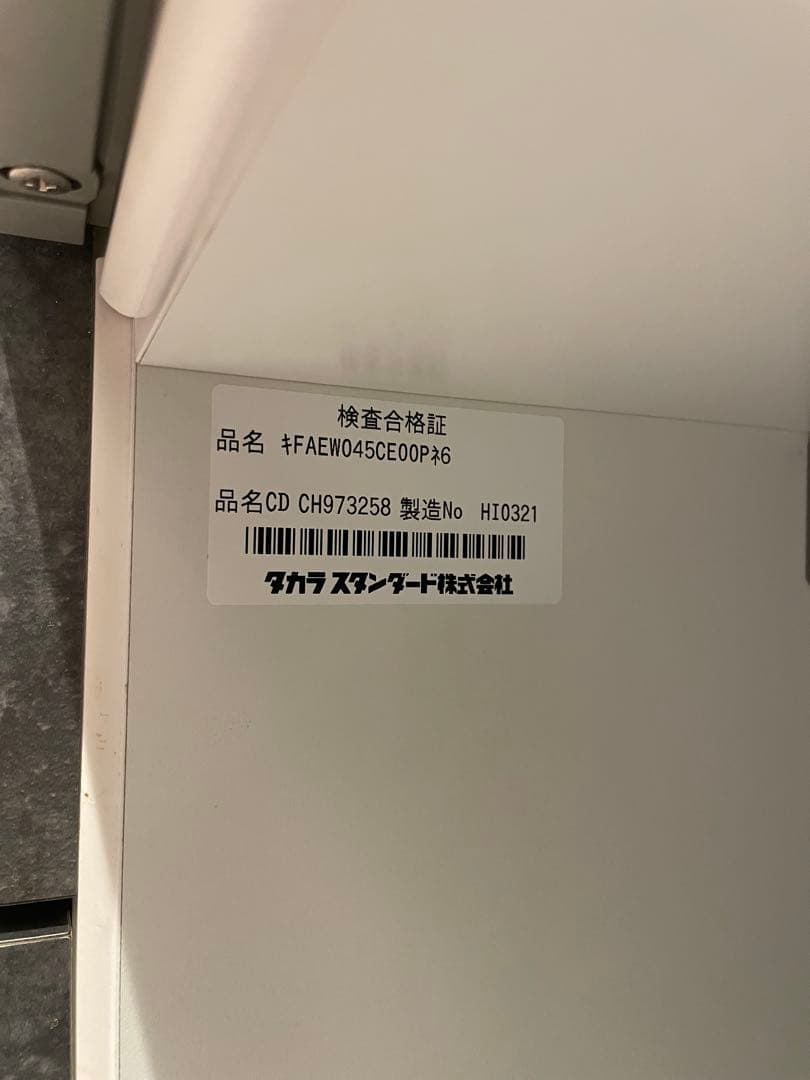 検査合格証
品名 ｷFAEW045CE00Pﾈ6
品名CD CH973258 製造No HI0321
タカラスタンダード株式会社